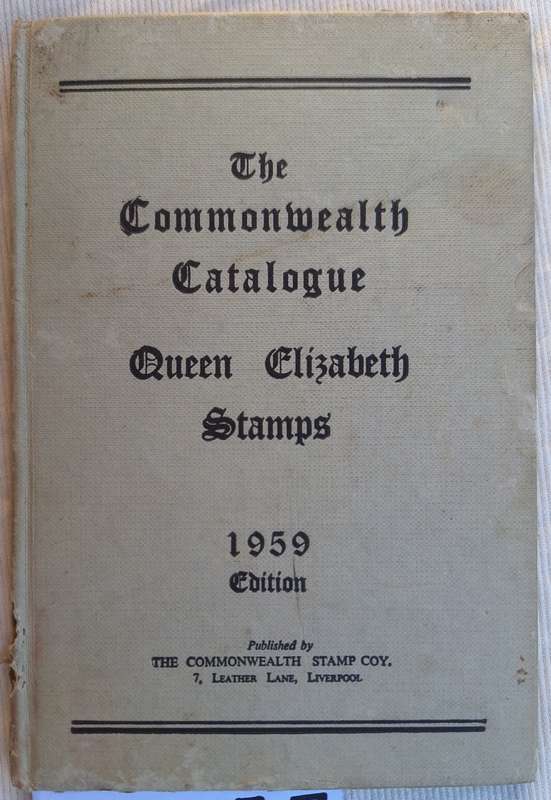 The
Commonwealth
Catalogue
Queen Elizabeth
Stamps
1959
Edition
Published by
THE COMMONWEALTH STAMP COY.
7, LEATHER LANE, LIVERPOOL